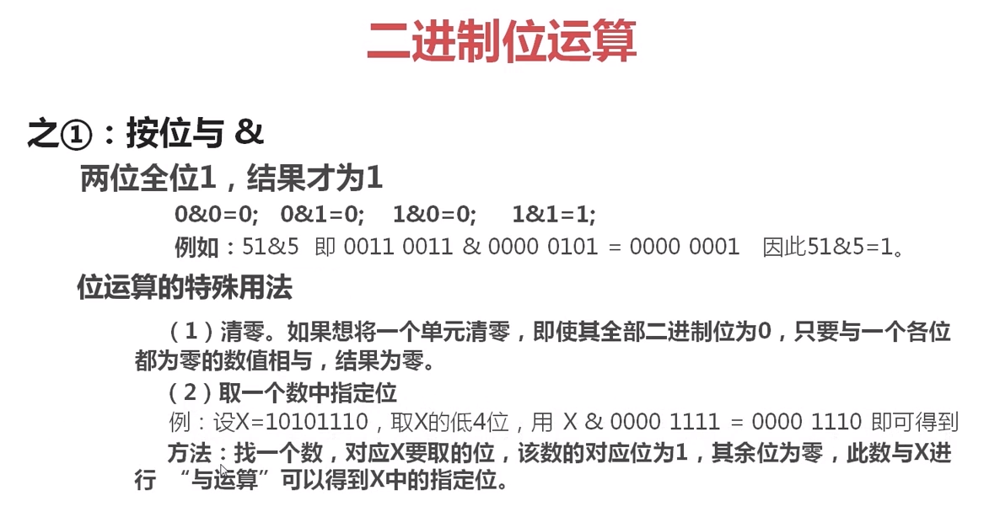 二进制位运算
之①：按位与 &
两位全位1，结果才为1
0&0=0; 0&1=0; 1&0=0; 1&1=1;
例如：51&5 即 0011 0011 & 0000 0101 = 0000 0001 因此51&5=1。
位运算的特殊用法
（1）清零。如果想将一个单元清零，即使其全部二进制位为0，只要与一个各位
都为零的数值相与，结果为零。
（2）取一个数中指定位
例：设X=10101110，取X的低4位，用 X & 0000 1111 = 0000 1110 即可得到
方法：找一个数，对应X要取的位，该数的对应位为1，其余位为零，此数与X进
行 “与运算”可以得到X中的指定位。